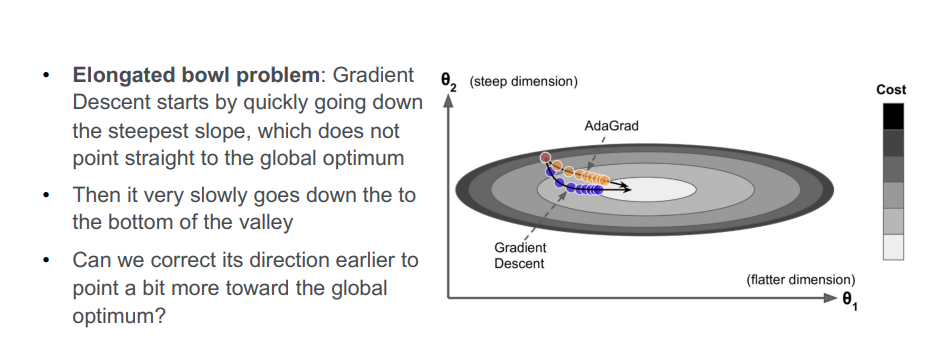 • Elongated bowl problem: Gradient
Descent starts by quickly going down
the steepest slope, which does not
point straight to the global optimum
• Then it very slowly goes down the to
the bottom of the valley
• Can we correct its direction earlier to
point a bit more toward the global
optimum?
θ2 (steep dimension)
Cost
AdaGrad
Gradient
Descent
(flatter dimension)
θ1